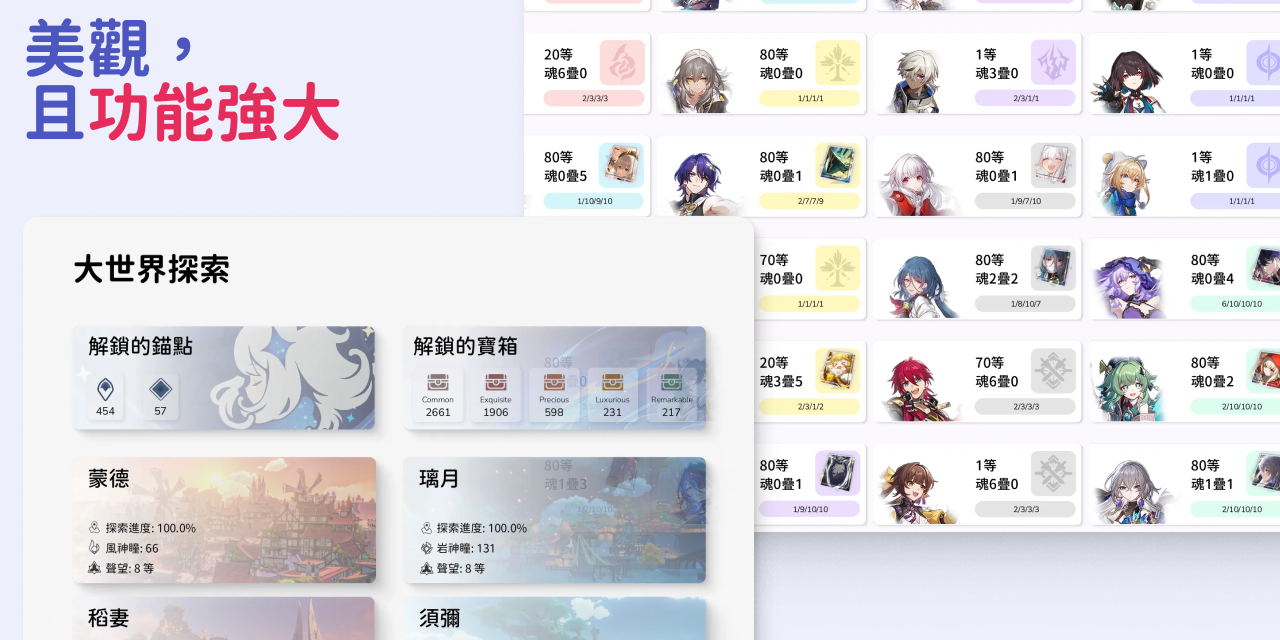 美觀，
且功能強大
20等
魂6疊0
2/3/3/3
80等
魂0疊0
1/1/1/1
1等
魂3疊0
2/3/1/1
1等
魂0疊0
1/1/1/1
80等
魂0疊5
1/10/9/10
80等
魂0疊1
2/7/7/9
80等
魂0疊1
1/9/7/10
1等
魂1疊0
1/1/1/1
70等
魂0疊0
1/1/1/1
80等
魂2疊2
1/8/10/7
80等
魂0疊4
6/10/10/10
20等
魂3疊5
2/3/1/2
70等
魂6疊0
2/3/3/3
80等
魂0疊2
2/10/10/10
80等
魂0疊1
1/9/10/10
1等
魂6疊0
2/3/3/3
80等
魂1疊1
2/10/10/10
大世界探索
解鎖的錨點
454
57
解鎖的寶箱
80等
Common
2661
Exquisite
1906
Precious
598
Luxurious
231
Remarkable
217
蒙德
探索進度: 100.0%
風神瞳: 66
聲望: 8 等
璃月
80等
魂1疊3
探索進度: 100.0%
岩神瞳: 131
聲望: 8 等
稻妻
須彌